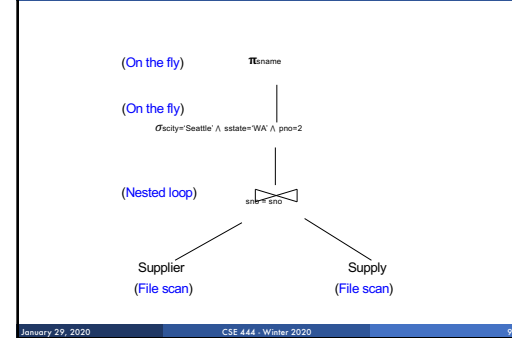 (On the fly) πsname
(On the fly)
σscity='Seattle' ∧ sstate='WA' ∧ pno=2
(Nested loop)
sno = sno
Supplier Supply
(File scan) (File scan)
January 29, 2020 CSE 444 - Winter 2020 9